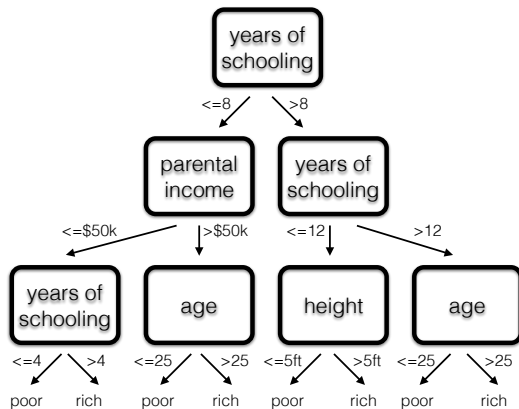 years of
schooling
<=8
>8
parental
income
years of
schooling
<=$50k
>$50k
<=12
>12
years of
schooling
age
height
age
<=4
>4
<=25
>25
<=5ft
>5ft
<=25
>25
poor
rich
poor
rich
poor
rich
poor
rich